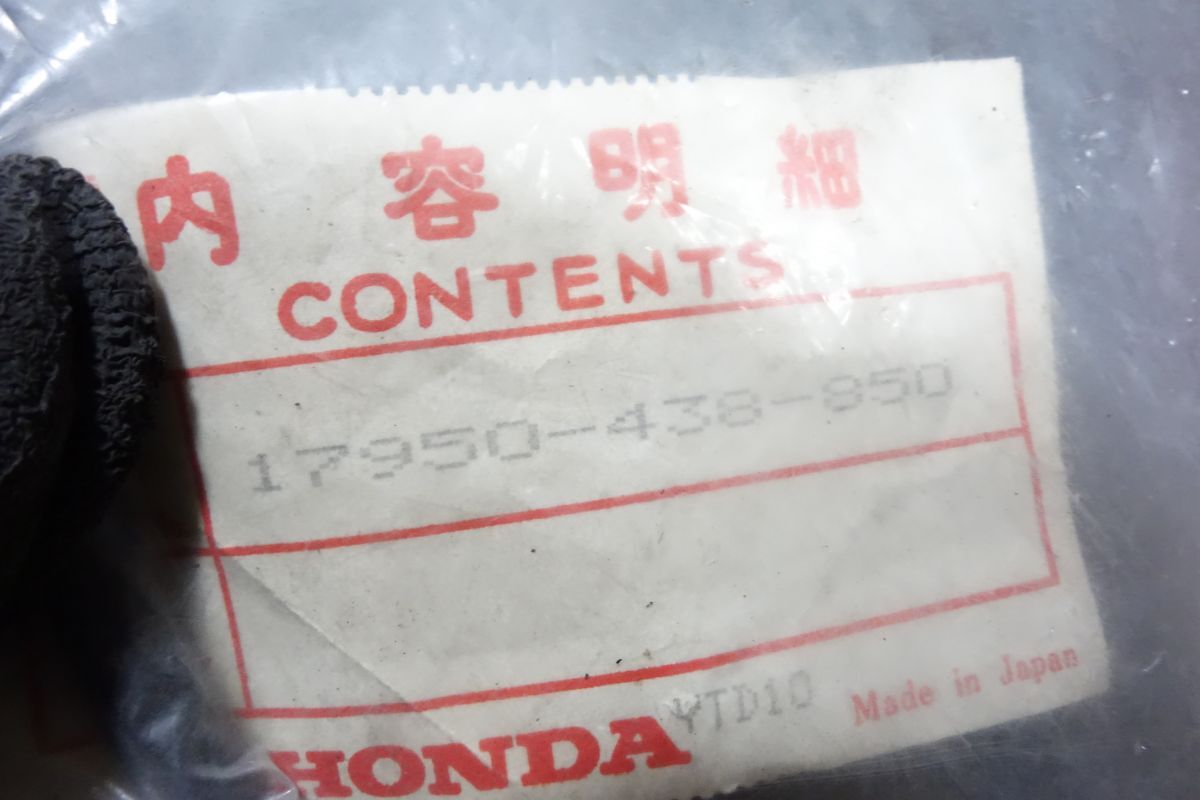 内容明細
CONTENTS
17950-438-850
HONDA YTD10 Made in Japan